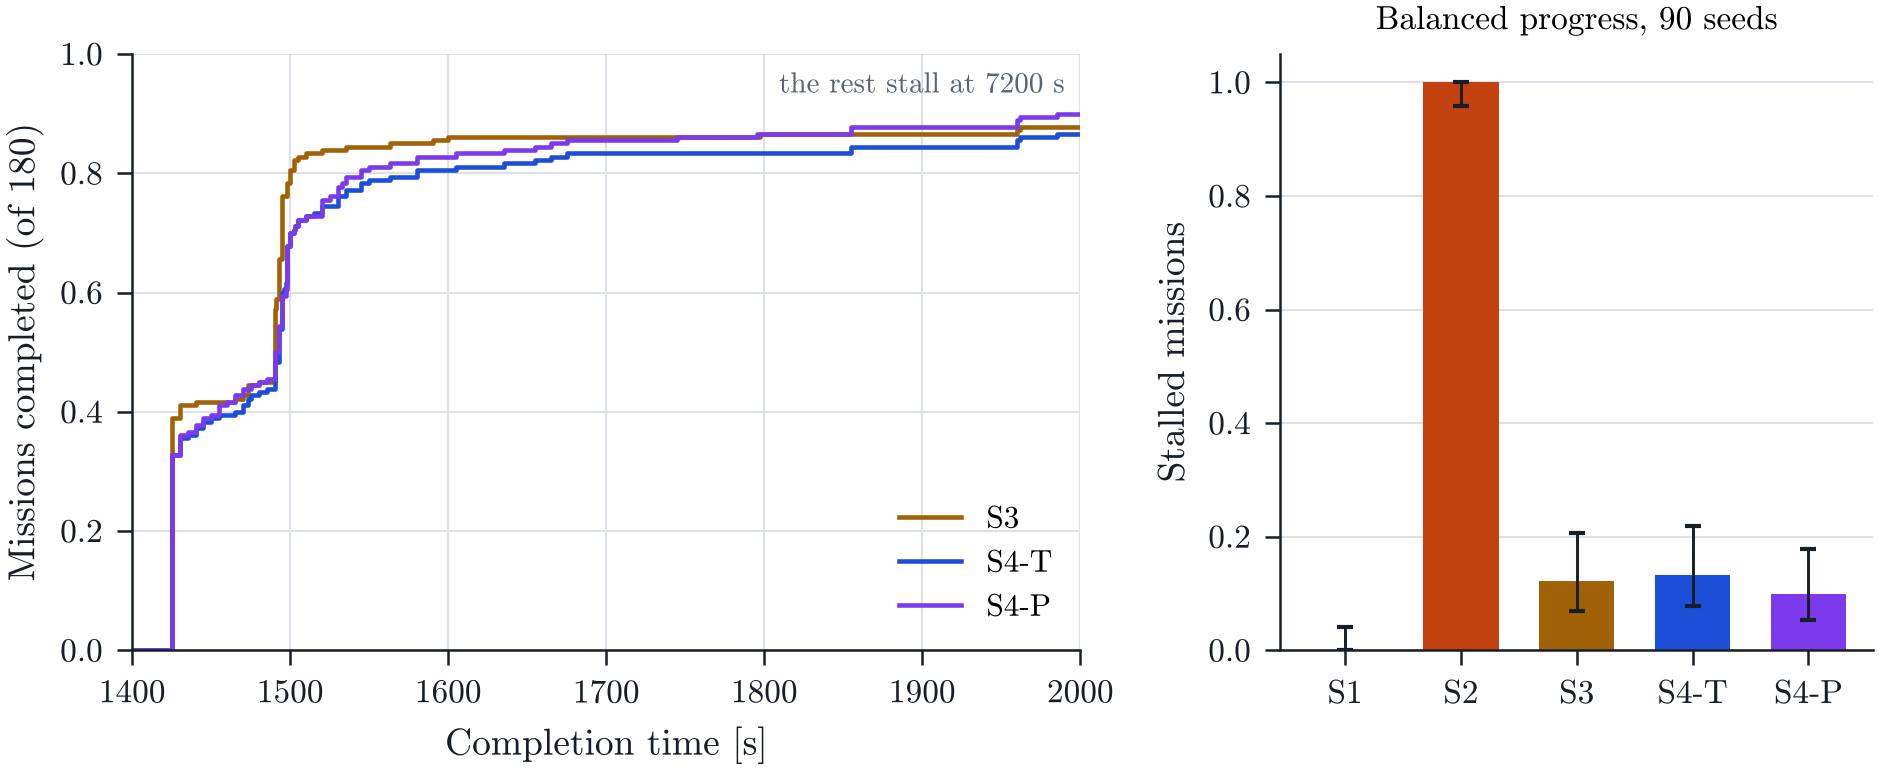 Missions completed (of 180)
1.0
0.8
0.6
0.4
0.2
0.0
the rest stall at 7200 s
S3
S4-T
S4-P
1400 1500 1600 1700 1800 1900 2000
Completion time [s]
Balanced progress, 90 seeds
Stalled missions
1.0
0.8
0.6
0.4
0.2
0.0
S1 S2 S3 S4-T S4-P